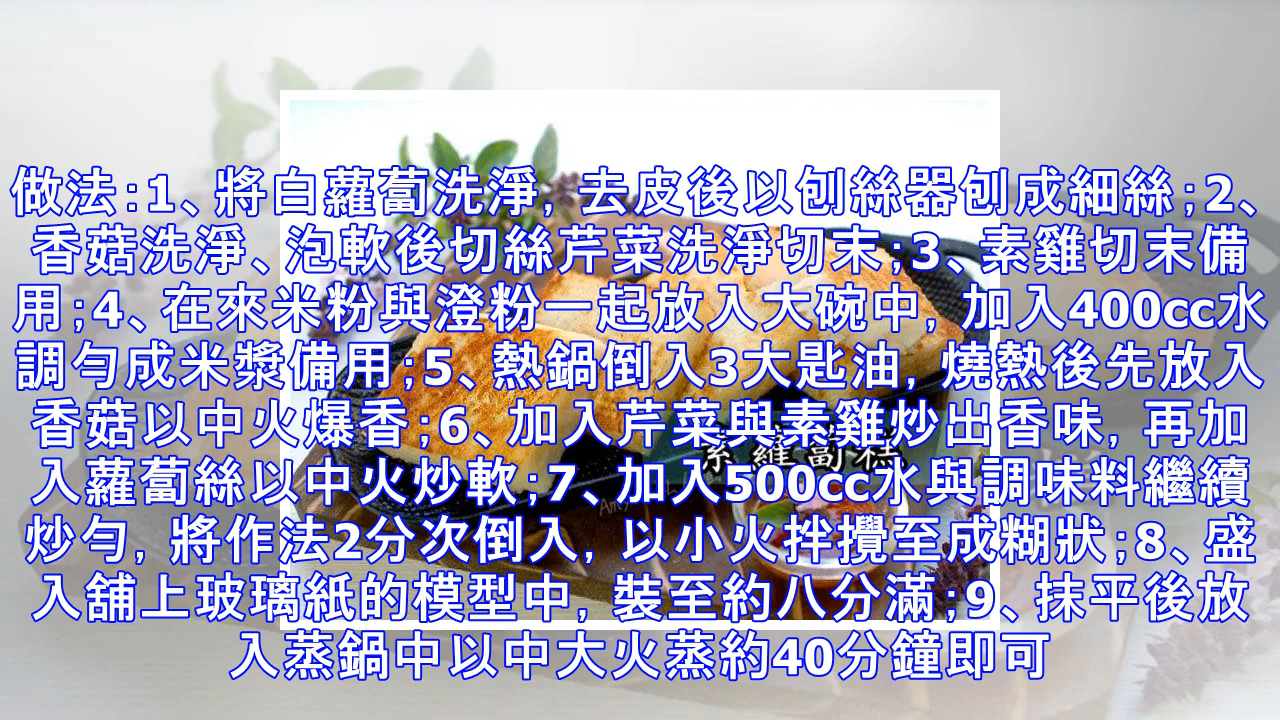 做法:1、將白蘿蔔洗淨, 去皮後以刨絲器刨成細絲;2、
香菇洗淨、泡軟後切絲芹菜洗淨切末;3、素雞切末備
用;4、在來米粉與澄粉一起放入大碗中, 加入400cc水
調勻成米漿備用;5、熱鍋倒入3大匙油, 燒熱後先放入
香菇以中火爆香;6、加入芹菜與素雞炒出香味, 再加
素蘿蔔糕
入蘿蔔絲以中火炒軟;7、加入500cc水與調味料繼續
炒勻, 將作法2分次倒入, 以小火拌攪至成糊狀;8、盛
入舖上玻璃紙的模型中, 裝至約八分滿;9、抹平後放
入蒸鍋中以中大火蒸約40分鐘即可